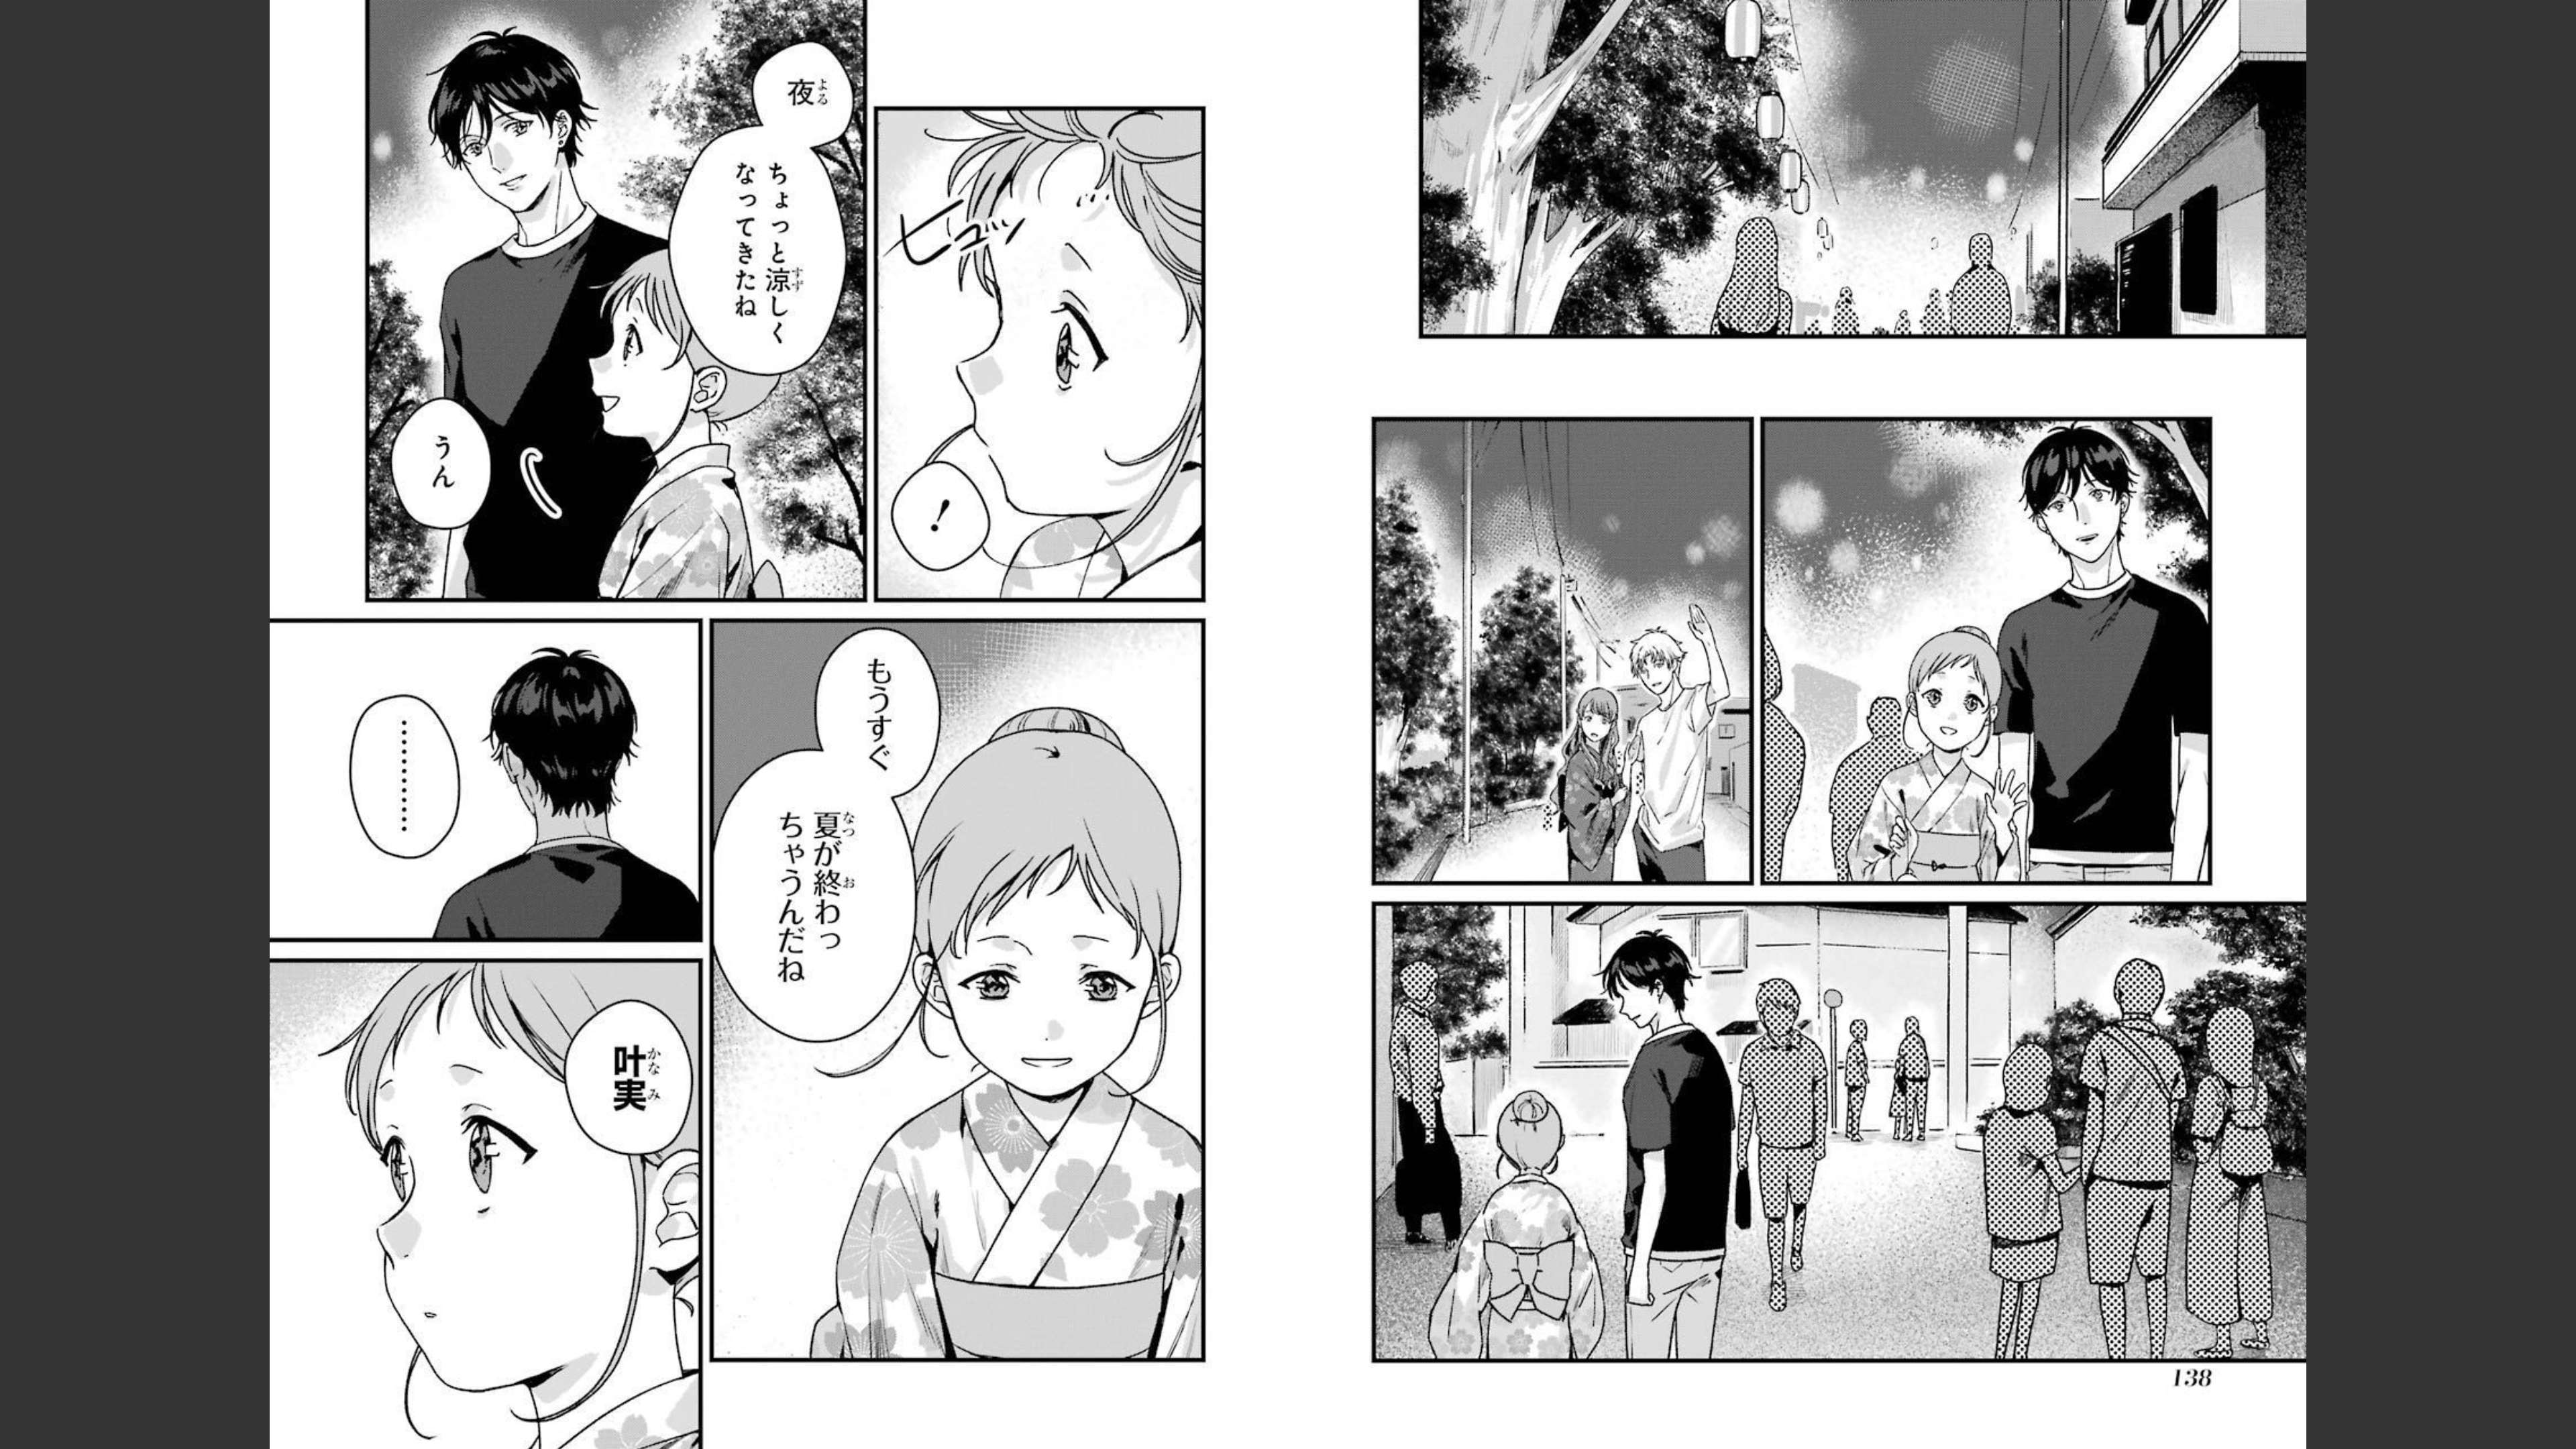 138
ヒュッ
！
夜
ちょっと涼しく
なってきたね
うん
もうすぐ
夏が終わっ
ちゃうんだね
…………
叶実